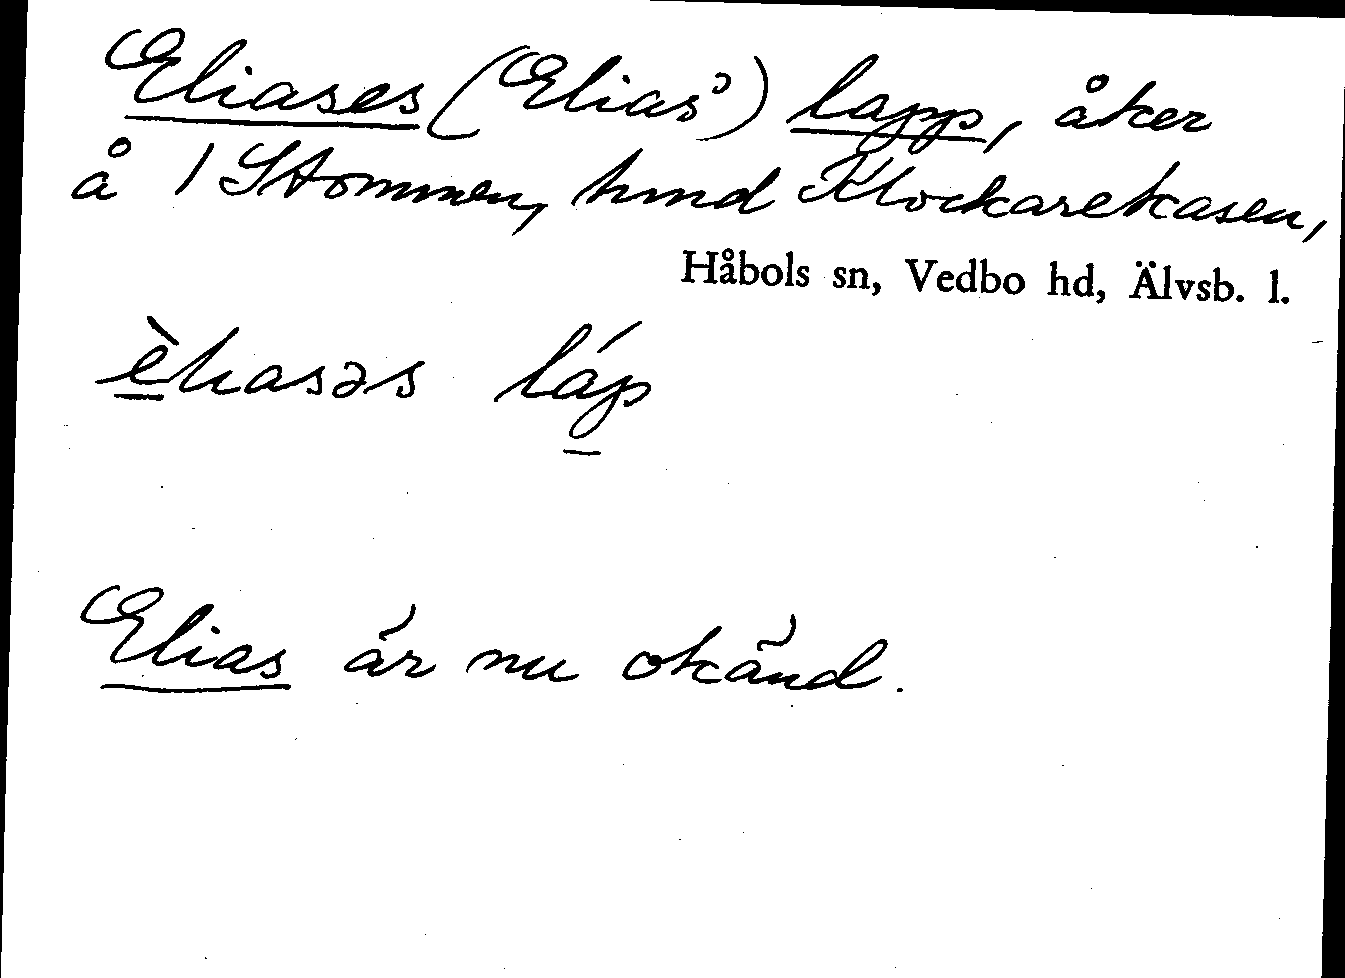 Eliases (Elias') lapp, åker
å 1 Stommen, hmd Klockarekasen,
Håbols sn, Vedbo hd, Älvsb. l.
èliasəs láp
Elias är nu okänd.